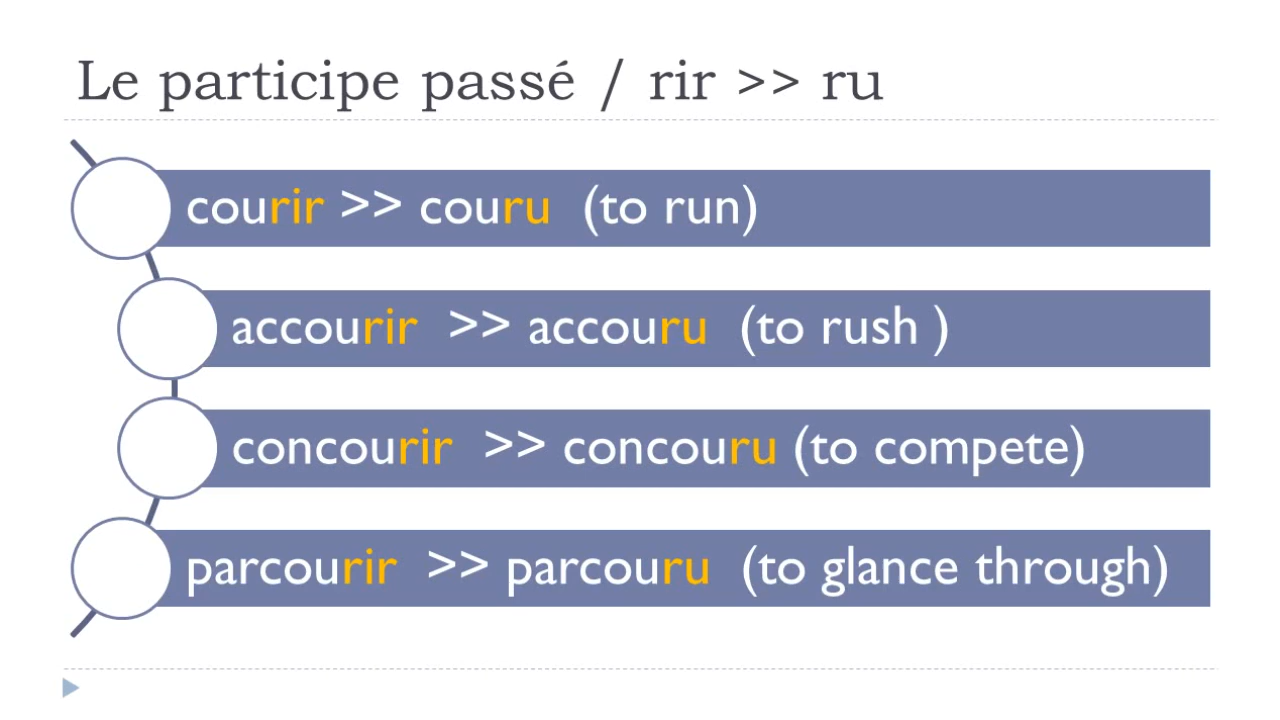 Le participe passé / rir >> ru
courir >> couru (to run)
accourir >> accouru (to rush )
concourir >> concouru (to compete)
parcourir >> parcouru (to glance through)